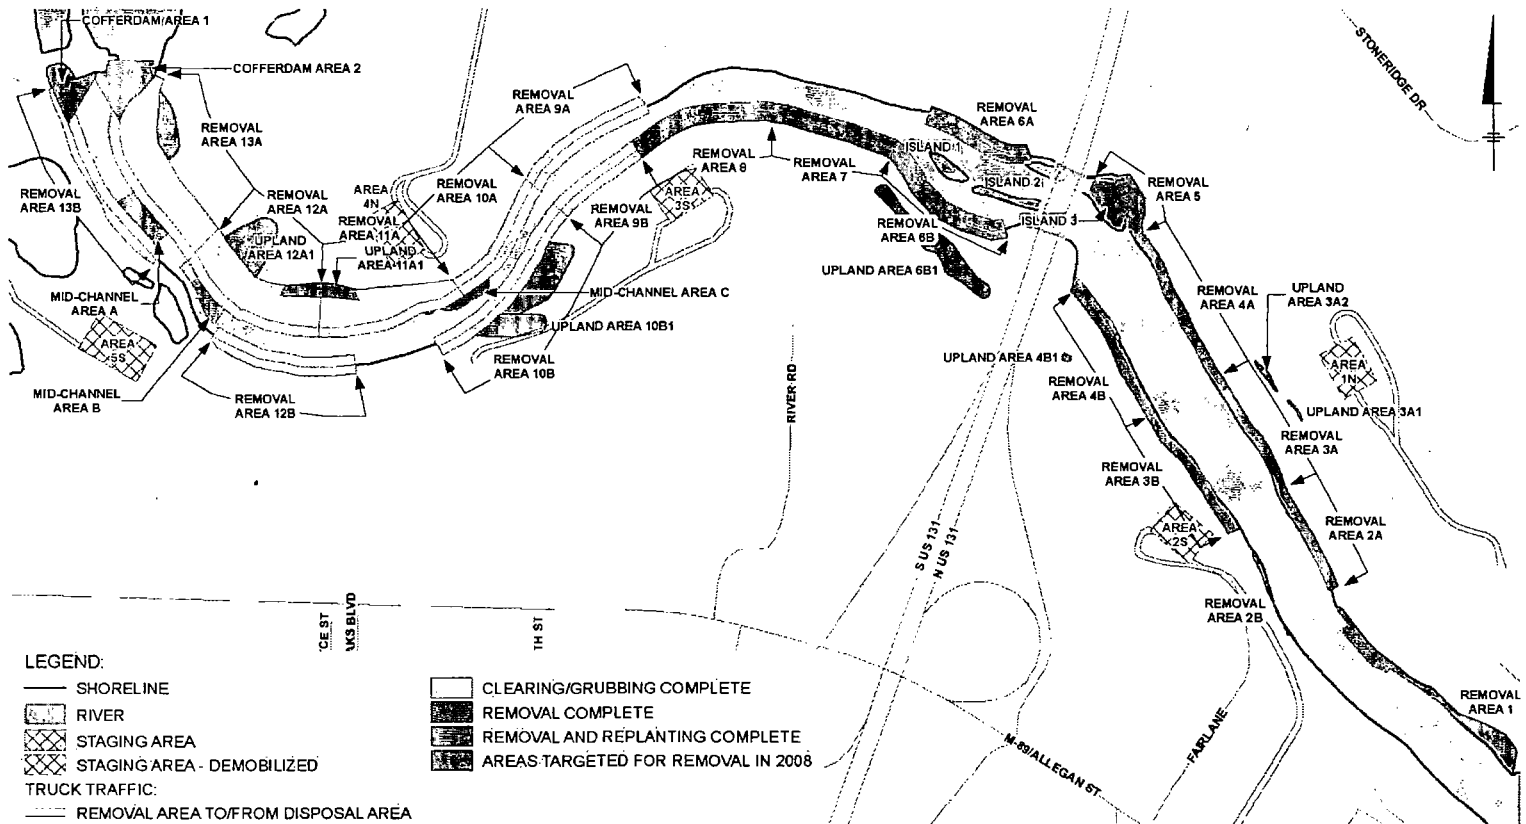 COFFERDAM AREA 1
COFFERDAM AREA 2
REMOVAL
AREA 13A
REMOVAL
AREA 13B
REMOVAL
AREA 12A
UPLAND
AREA 12A1
AREA
4N
REMOVAL
AREA 11A
UPLAND
AREA 11A1
REMOVAL
AREA 10A
REMOVAL
AREA 9A
REMOVAL
AREA 9B
AREA
3S
REMOVAL
AREA 8
REMOVAL
AREA 7
ISLAND 1
REMOVAL
AREA 6A
ISLAND 2
ISLAND 3
REMOVAL
AREA 6B
UPLAND AREA 6B1
REMOVAL
AREA 5
STONERIDGE DR
MID-CHANNEL
AREA A
AREA
5S
MID-CHANNEL
AREA B
REMOVAL
AREA 12B
MID-CHANNEL AREA C
UPLAND AREA 10B1
REMOVAL
AREA 10B
RIVER RD
UPLAND AREA 4B1
REMOVAL
AREA 4A
UPLAND
AREA 3A2
AREA
1N
UPLAND AREA 3A1
REMOVAL
AREA 4B
REMOVAL
AREA 3A
REMOVAL
AREA 3B
REMOVAL
AREA 2A
AREA
2S
REMOVAL
AREA 2B
REMOVAL
AREA 1
S US 131
N US 131
CE ST
AKS BLVD
TH ST
M-89/ALLEGAN ST
FAIRLANE
LEGEND:
SHORELINE
RIVER
STAGING AREA
STAGING AREA - DEMOBILIZED
TRUCK TRAFFIC:
REMOVAL AREA TO/FROM DISPOSAL AREA
CLEARING/GRUBBING COMPLETE
REMOVAL COMPLETE
REMOVAL AND REPLANTING COMPLETE
AREAS TARGETED FOR REMOVAL IN 2008